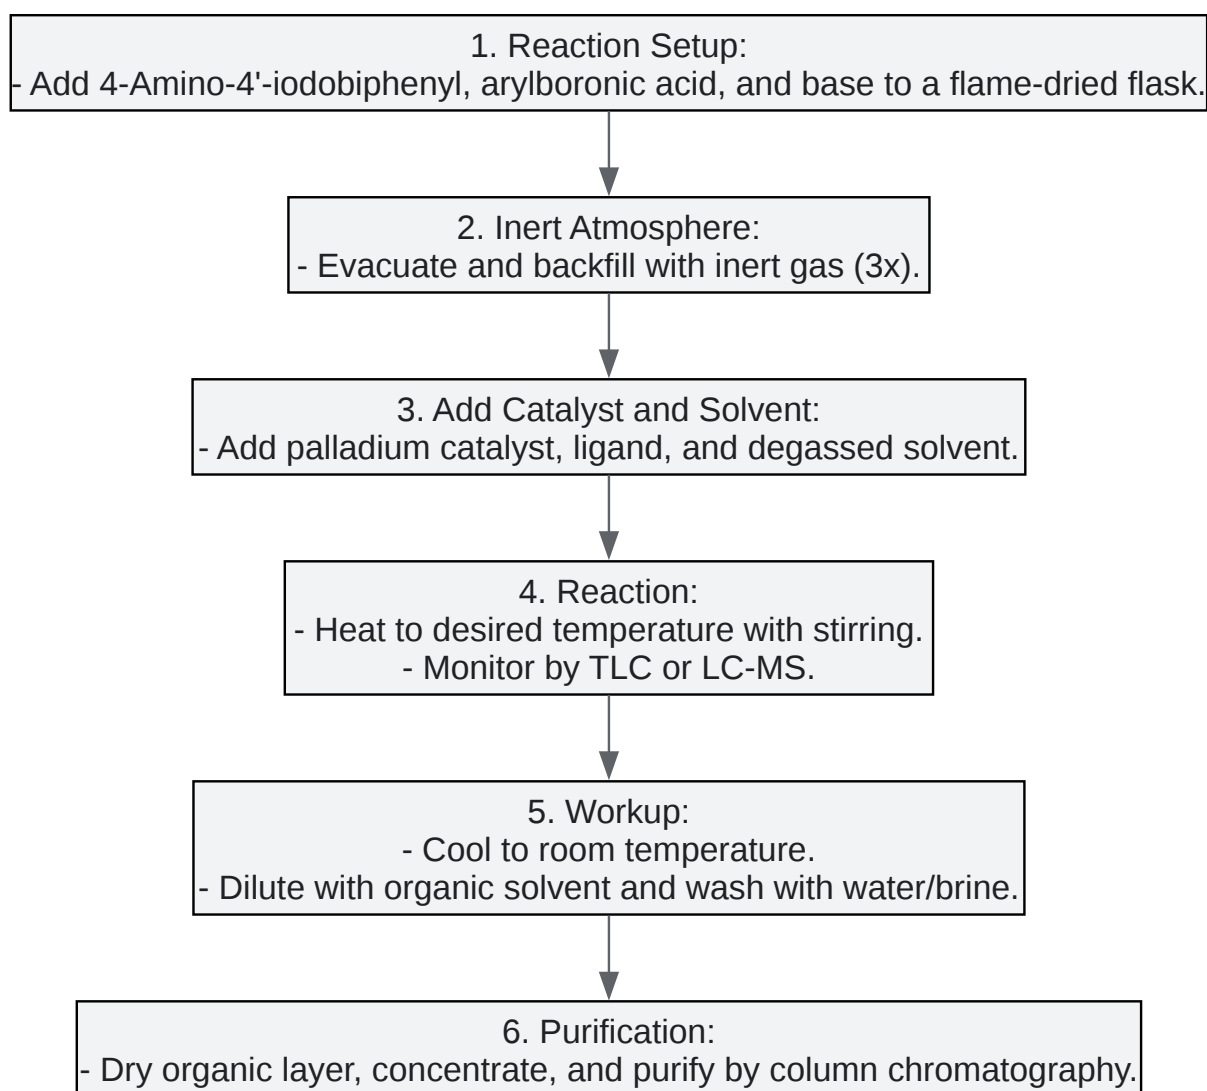 1. Reaction Setup:
- Add 4-Amino-4'-iodobiphenyl, arylboronic acid, and base to a flame-dried flask.
2. Inert Atmosphere:
- Evacuate and backfill with inert gas (3x).
3. Add Catalyst and Solvent:
- Add palladium catalyst, ligand, and degassed solvent.
4. Reaction:
- Heat to desired temperature with stirring.
- Monitor by TLC or LC-MS.
5. Workup:
- Cool to room temperature.
- Dilute with organic solvent and wash with water/brine.
6. Purification:
- Dry organic layer, concentrate, and purify by column chromatography.